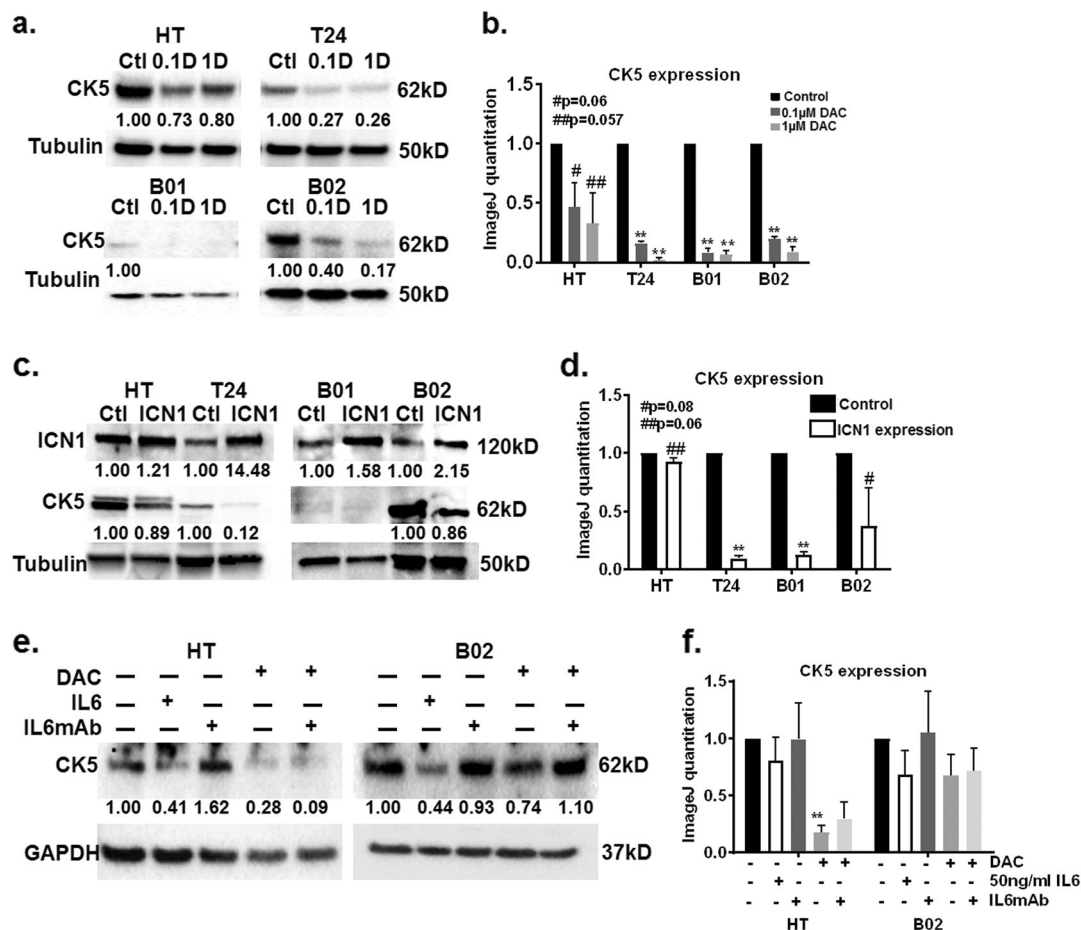 a.
HT T24
Ctl 0.1D 1D Ctl 0.1D 1D
CK5 62kD
1.00 0.73 0.80 1.00 0.27 0.26
Tubulin 50kD
B01 B02
Ctl 0.1D 1D Ctl 0.1D 1D
CK5 62kD
1.00 1.00 0.40 0.17
Tubulin 50kD
b.
CK5 expression
#p=0.06
##p=0.057
Control
0.1µM DAC
1µM DAC
ImageJ quantitation
1.5
1.0
0.5
0.0
# ##
** ** ** ** ** **
HT T24 B01 B02
c.
HT T24 B01 B02
Ctl ICN1 Ctl ICN1 Ctl ICN1 Ctl ICN1
ICN1 120kD
1.00 1.21 1.00 14.48 1.00 1.58 1.00 2.15
CK5 62kD
1.00 0.89 1.00 0.12 1.00 0.86
Tubulin 50kD
d.
CK5 expression
#p=0.08
##p=0.06
Control
ICN1 expression
ImageJ quantitation
1.5
1.0
0.5
0.0
## ** ** #
HT T24 B01 B02
e.
HT B02
DAC — — — + + — — — + +
IL6 — + — — — — + — — —
IL6mAb — — + — + — — + — +
CK5 62kD
1.00 0.41 1.62 0.28 0.09 1.00 0.44 0.93 0.74 1.10
GAPDH 37kD
f.
CK5 expression
ImageJ quantitation
1.5
1.0
0.5
0.0
**
- - - + + - - - + + DAC
- + - - - - + - - - 50ng/ml IL6
- - + - + - - + - + IL6mAb
HT B02